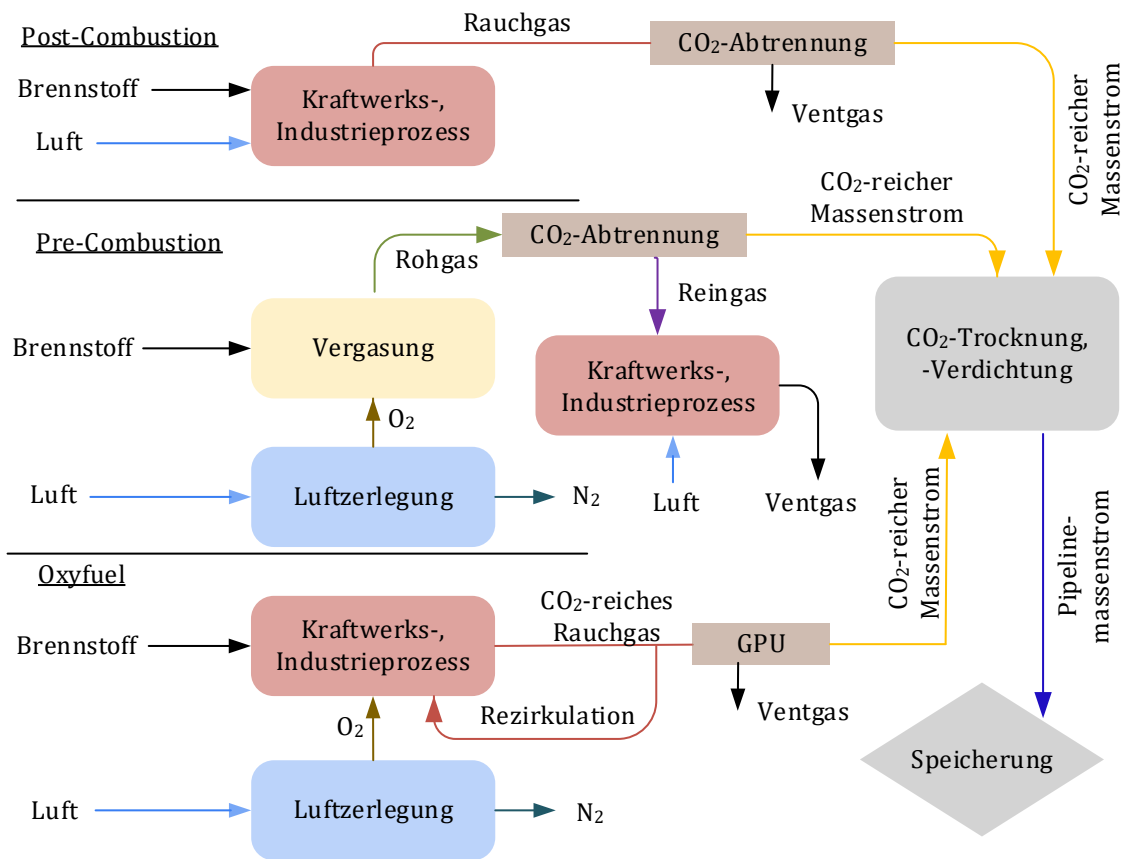 Post-Combustion
Rauchgas
CO₂-Abtrennung
Brennstoff
Kraftwerks-,
Industrieprozess
Luft
Ventgas
CO₂-reicher
Massenstrom
CO₂-reicher
Massenstrom
Pre-Combustion
CO₂-Abtrennung
Rohgas
Reingas
Brennstoff
Vergasung
CO₂-Trocknung,
-Verdichtung
Kraftwerks-,
Industrieprozess
O₂
Luft
Luftzerlegung
N₂
Luft
Ventgas
CO₂-reicher
Massenstrom
Pipeline-
massenstrom
Oxyfuel
CO₂-reiches
Rauchgas
Brennstoff
Kraftwerks-,
Industrieprozess
GPU
O₂
Rezirkulation
Ventgas
Speicherung
Luft
Luftzerlegung
N₂